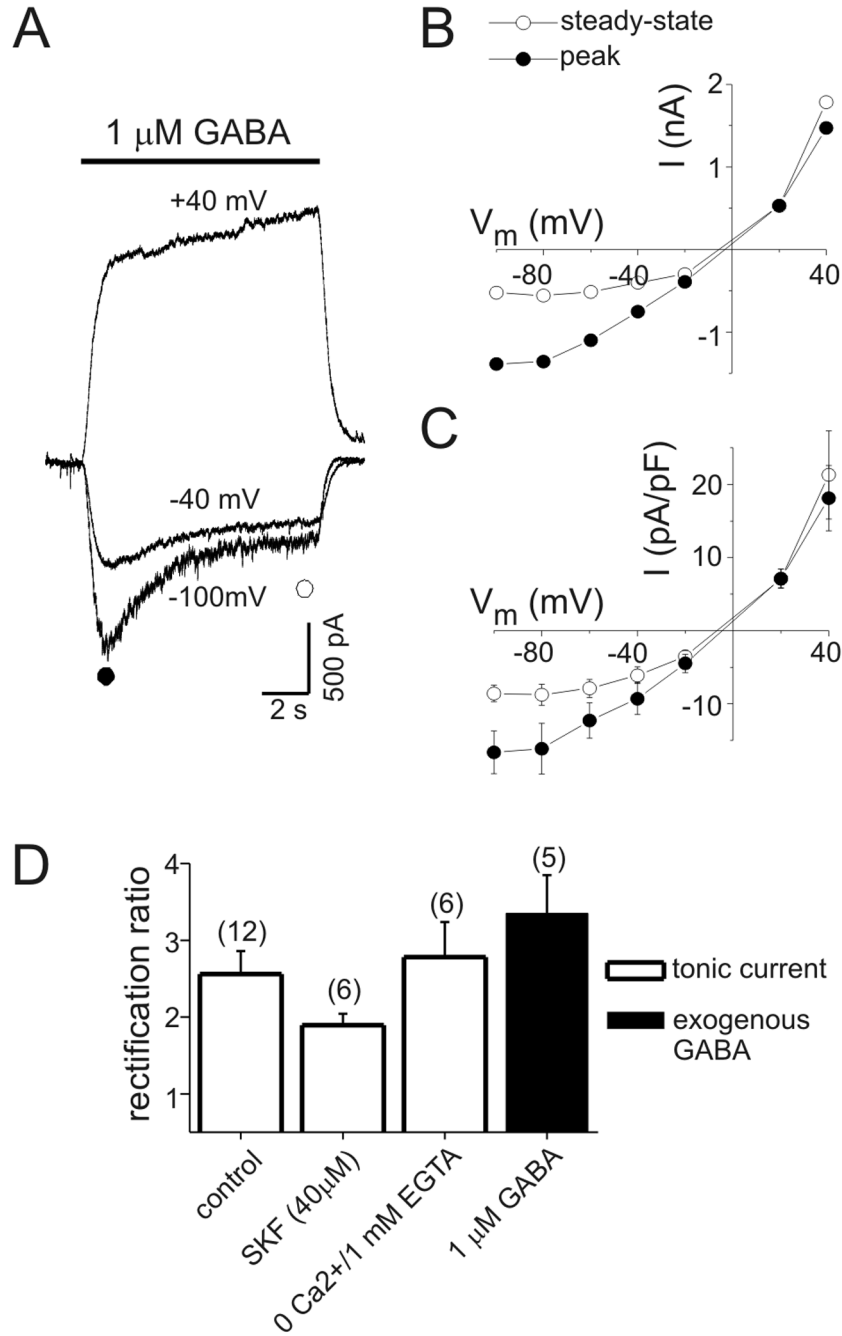 A
1 μM GABA
+40 mV
-40 mV
-100mV
500 pA
2 s
B
steady-state
peak
I (nA)
2
1
Vm (mV)
-80
-40
40
-1
C
I (pA/pF)
20
10
Vm (mV)
-80
-40
40
-10
D
rectification ratio
4
3
2
1
(12)
(6)
(6)
(5)
control
SKF (40μM)
0 Ca2+/1 mM EGTA
1 μM GABA
tonic current
exogenous
GABA